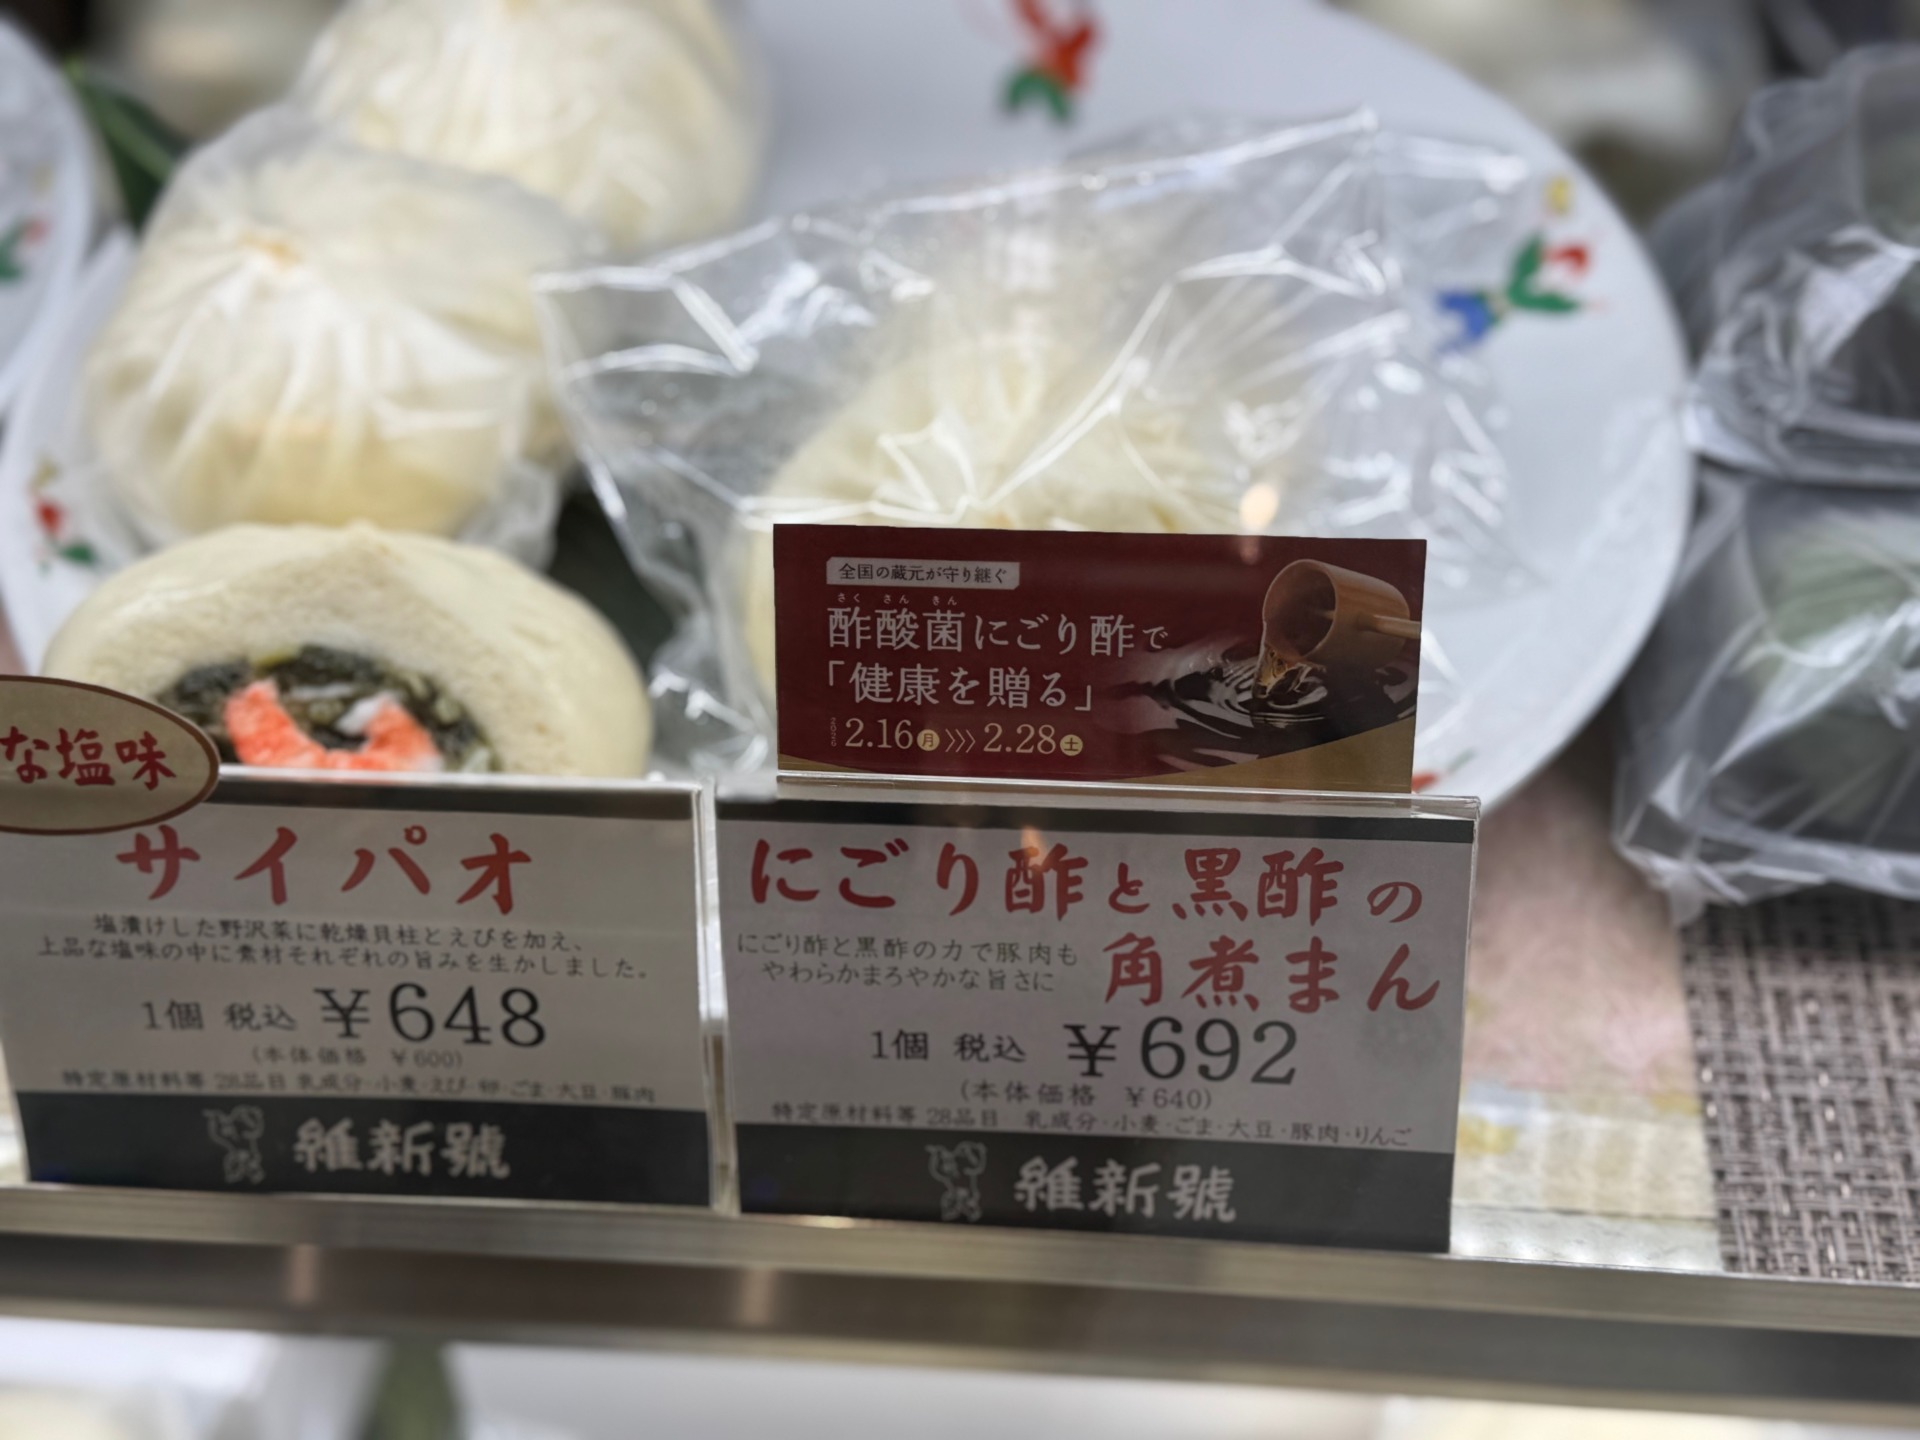 全国の蔵元が守り継ぐ
さく さん きん
酢酸菌にごり酢で
「健康を贈る」
2026 2.16月 >>> 2.28土
な塩味
サイパオ
塩漬けした野沢菜に乾燥貝柱とえびを加え、
上品な塩味の中に素材それぞれの旨みを生かしました。
1個 税込 ¥648
(本体価格 ¥600)
特定原材料等 28品目 乳成分・小麦・えび・卵・ごま・大豆・豚肉
維新號
にごり酢と黒酢の
角煮まん
にごり酢と黒酢の力で豚肉も
やわらかまろやかな旨さに
1個 税込 ¥692
(本体価格 ¥640)
特定原材料等 28品目 乳成分・小麦・ごま・大豆・豚肉・りんご
維新號